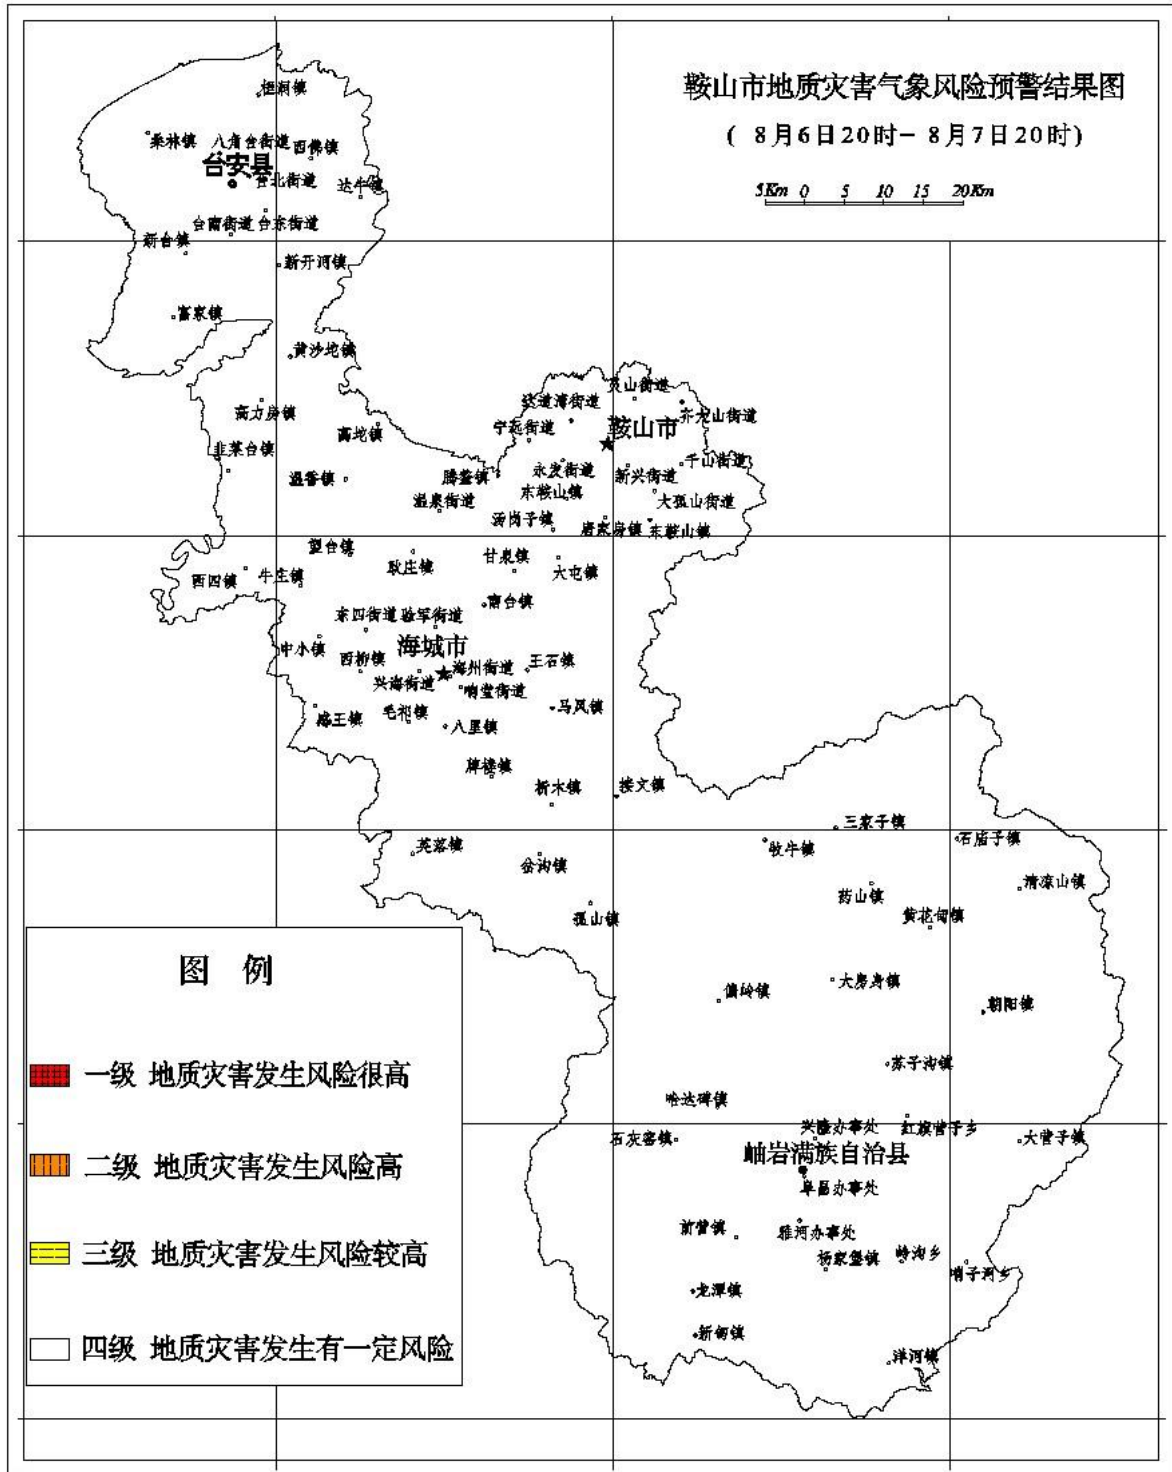 鞍山市地质灾害气象风险预警结果图
( 8月6日20时－8月7日20时)
5Km 0 5 10 15 20Km
桓洞镇
桑林镇
八角台街道
西佛镇
台安县
台北街道
达牛镇
台南街道
台东街道
新台镇
新开河镇
富家镇
黄沙坨镇
高力房镇
韭菜台镇
高坨镇
温香镇
灵山街道
达道湾街道
齐大山街道
宁远街道
鞍山市
腾鳌镇
永发街道
新兴街道
千山街道
东鞍山镇
大孤山街道
温泉街道
汤岗子镇
唐家房镇
东鞍山镇
望台镇
耿庄镇
甘泉镇
大屯镇
西四镇
牛庄镇
南台镇
东四街道
验军街道
海城市
中小镇
西柳镇
海州街道
王石镇
兴海街道
响堂街道
感王镇
毛祁镇
八里镇
马风镇
牌楼镇
析木镇
接文镇
英落镇
岔沟镇
孤山镇
三家子镇
牧牛镇
石庙子镇
药山镇
清凉山镇
黄花甸镇
偏岭镇
大房身镇
朝阳镇
苏子沟镇
哈达碑镇
兴隆办事处
红旗营子乡
石灰窑镇
大营子镇
岫岩满族自治县
阜昌办事处
前营镇
雅河办事处
杨家堡镇
岭沟乡
哨子河乡
龙潭镇
新甸镇
洋河镇
图 例
一级 地质灾害发生风险很高
二级 地质灾害发生风险高
三级 地质灾害发生风险较高
四级 地质灾害发生有一定风险